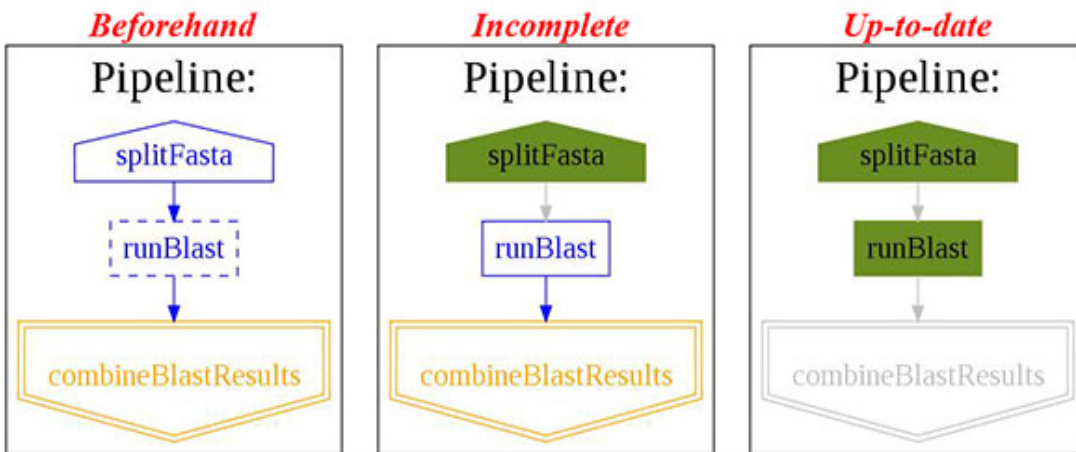 Beforehand
Pipeline:
splitFasta
runBlast
combineBlastResults
Incomplete
Pipeline:
splitFasta
runBlast
combineBlastResults
Up-to-date
Pipeline:
splitFasta
runBlast
combineBlastResults